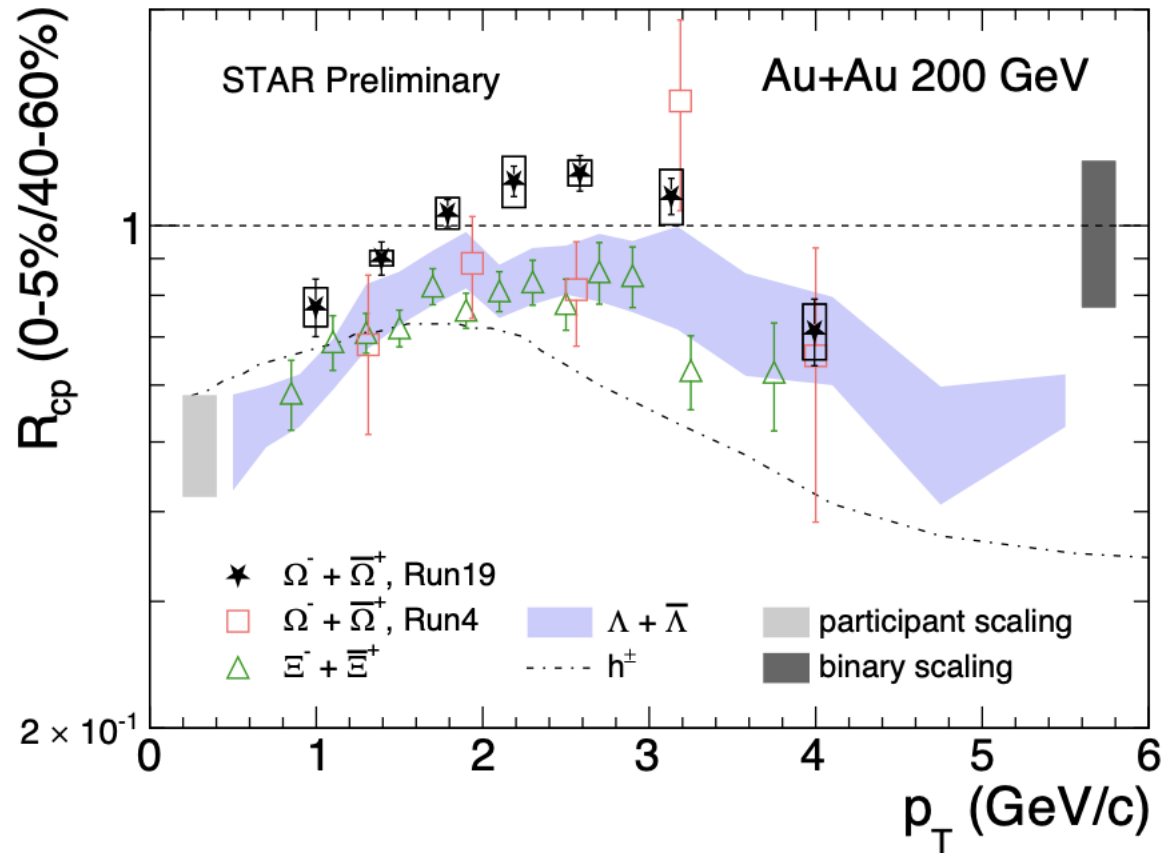 R_cp (0-5%/40-60%)
STAR Preliminary
Au+Au 200 GeV
1
2 × 10⁻¹
Ω⁻ + Ω̅⁺, Run19
Ω⁻ + Ω̅⁺, Run4
Ξ⁻ + Ξ̅⁺
Λ + Λ̅
h^±
participant scaling
binary scaling
0 1 2 3 4 5 6
p_T (GeV/c)